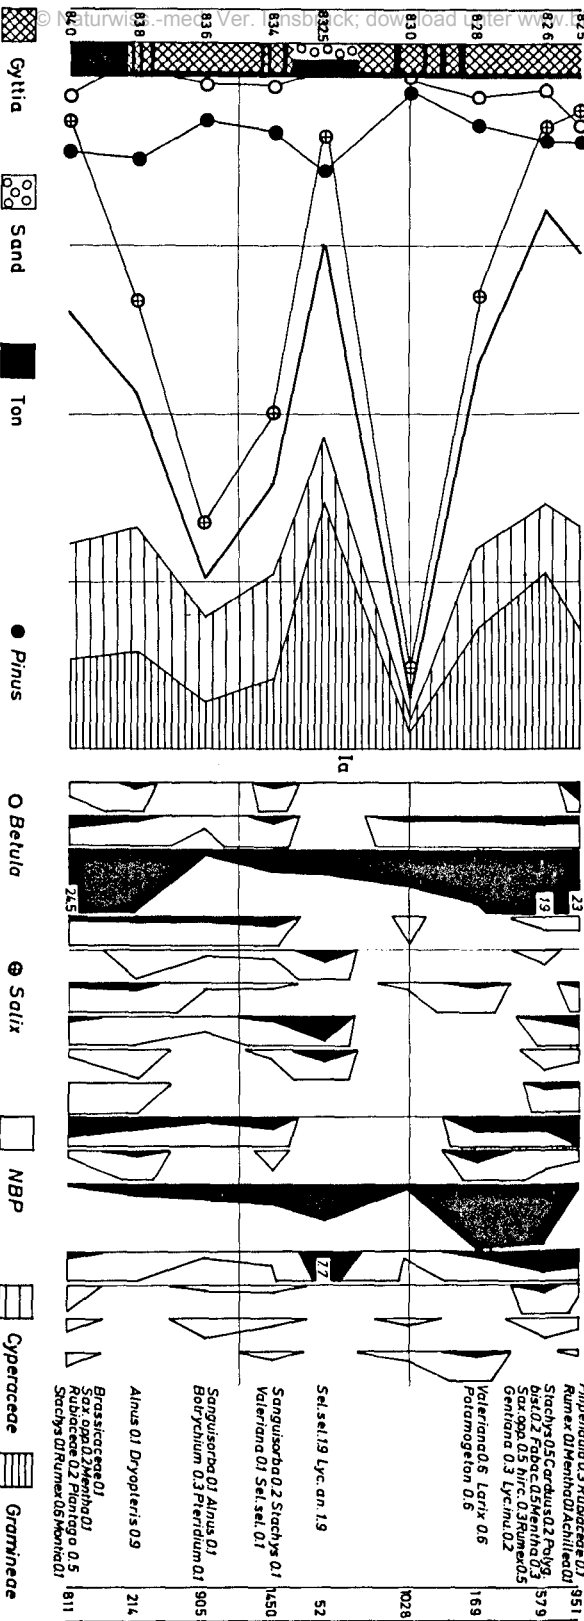 © Naturwiss.-med. Ver. Innsbruck; download unter www.b
840
838
836
834
832.5
830
828
826
Gyttia
Sand
Ton
Pinus
Betula
Salix
NBP
Cyperaceae
Gramineae
Ia
24.5
7.7
19
23
Brassicaceae 0.1
Sax. opp. 0.2 Mentha 0.1
Rubiaceae 0.2 Plantago 0.5
Stachys 0.1 Rumex 0.6 Montia 0.1
Alnus 0.1 Dryopteris 0.9
Sanguisorba 0.1 Alnus 0.1
Botrychium 0.3 Pteridium 0.1
Sanguisorba 0.2 Stachys 0.1
Valeriana 0.1 Sel.sel. 0.1
Sel.sel. 1.9 Lyc.an. 1.9
Valeriana 0.6 Larix 0.6
Potamogeton 0.6
Stachys 0.5 Carduus 0.2 Polyg.
bist. 0.2 Fabac. 0.5 Mentha 0.3
Sax.opp. 0.5 hirc. 0.3 Rumex 0.5
Gentiana 0.3 Lyc.inu. 0.2
Rumex 0.1 Mentha 0.1 Achillea 0.1
811
214
905
1450
52
1028
169
579
951